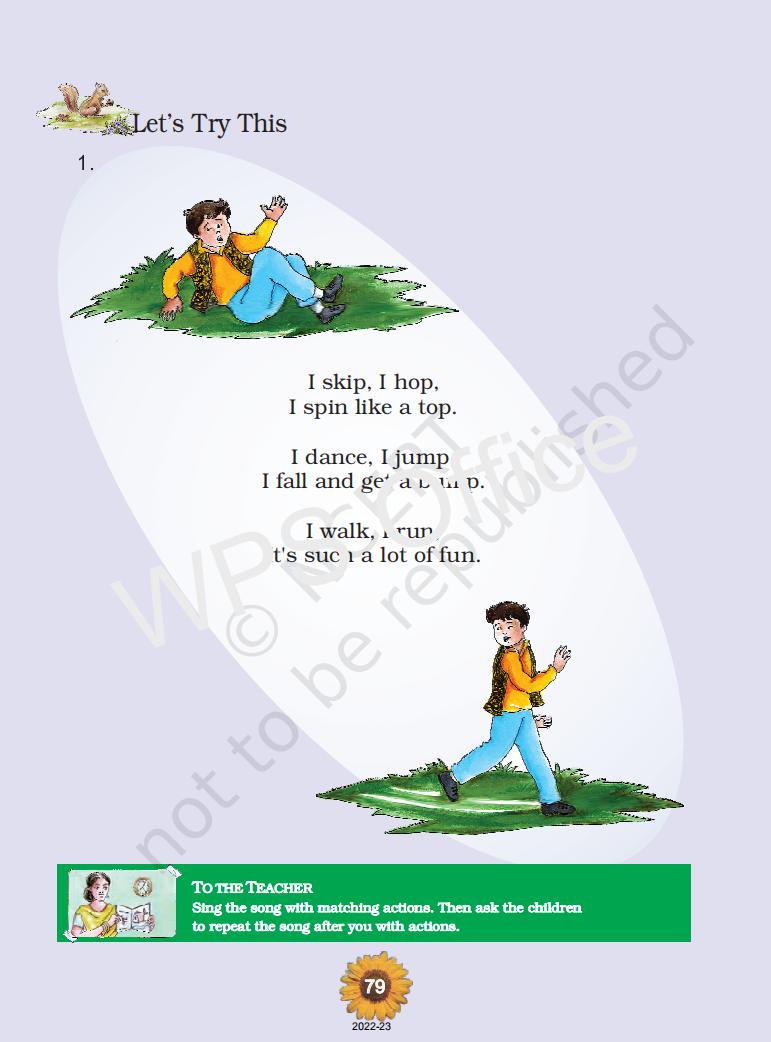 Let's Try This
1.
I skip, I hop,
I spin like a top.
I dance, I jump
I fall and get a bump.
I walk, I run,
t's such a lot of fun.
WPS Office
© NCERT
not to be republished
TO THE TEACHER
Sing the song with matching actions. Then ask the children
to repeat the song after you with actions.
79
2022-23